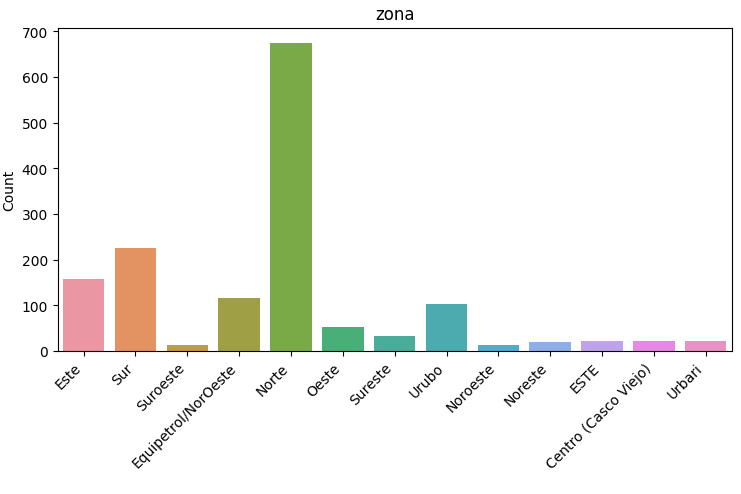 zona
Count
700
600
500
400
300
200
100
0
Este
Sur
Suroeste
Equipetrol/NorOeste
Norte
Oeste
Sureste
Urubo
Noroeste
Noreste
ESTE
Centro (Casco Viejo)
Urbari